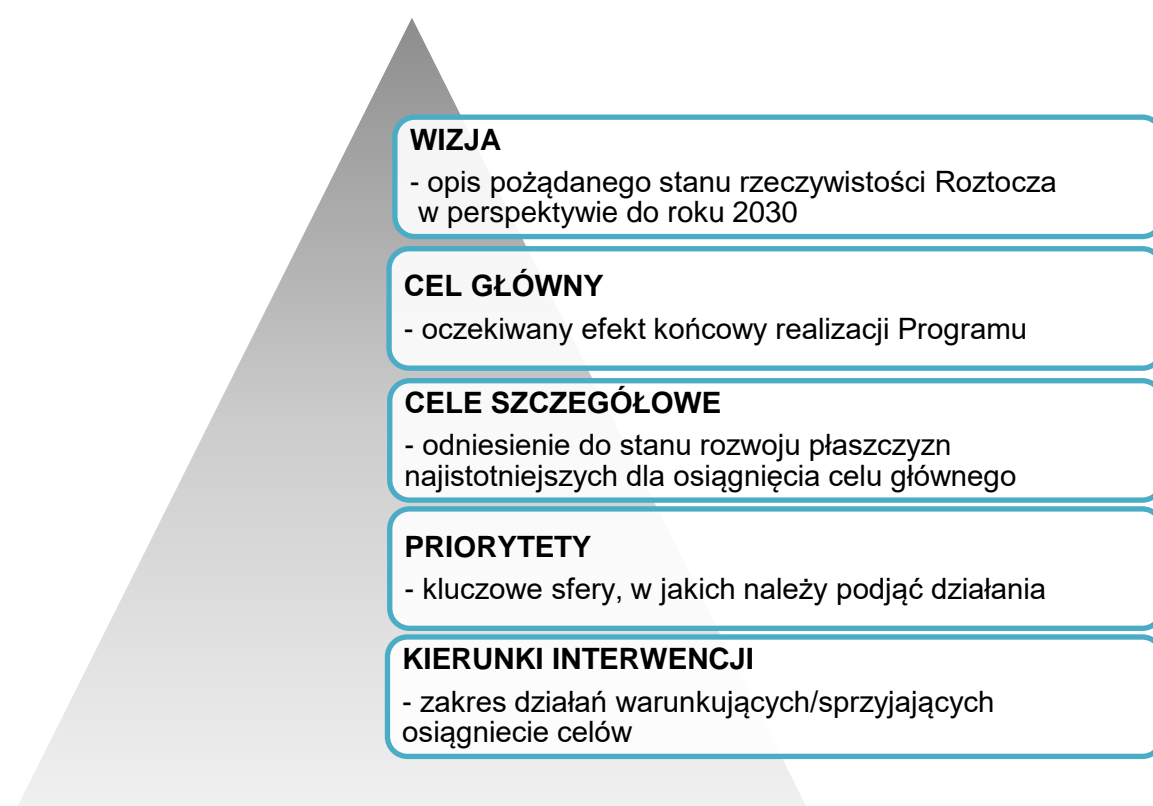 WIZJA
- opis pożądanego stanu rzeczywistości Roztocza
w perspektywie do roku 2030
CEL GŁÓWNY
- oczekiwany efekt końcowy realizacji Programu
CELE SZCZEGÓŁOWE
- odniesienie do stanu rozwoju płaszczyzn
najistotniejszych dla osiągnięcia celu głównego
PRIORYTETY
- kluczowe sfery, w jakich należy podjąć działania
KIERUNKI INTERWENCJI
- zakres działań warunkujących/sprzyjających
osiągniecie celów